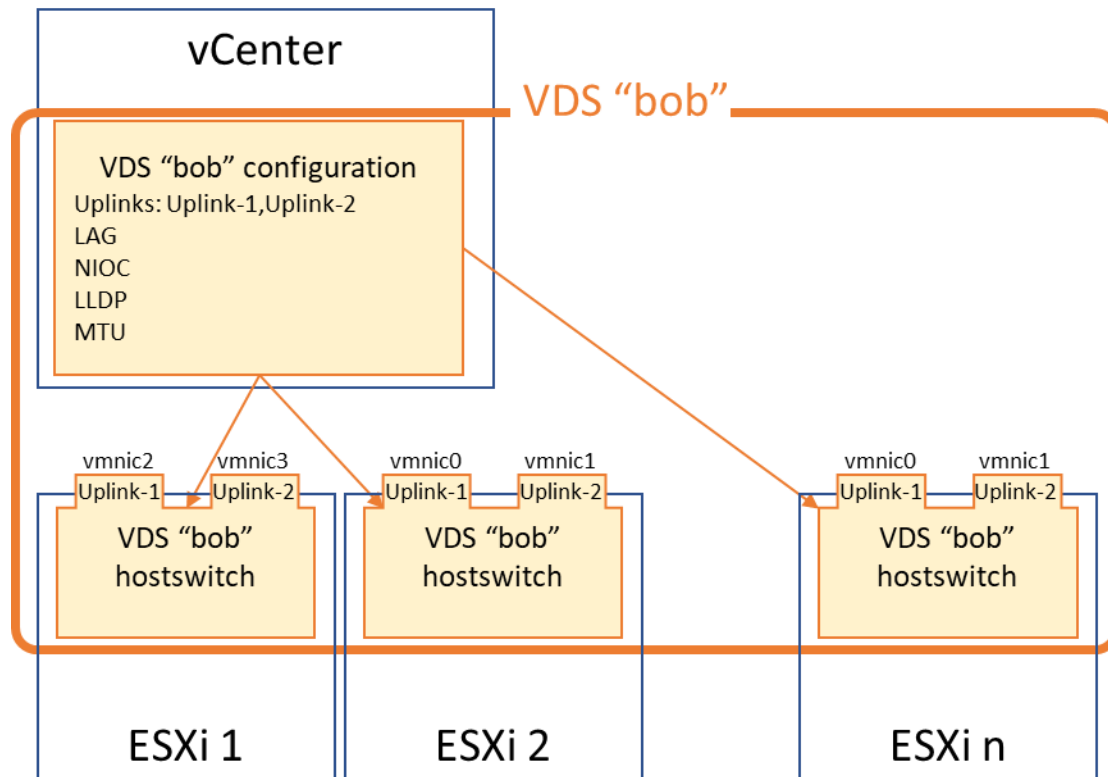 vCenter
VDS “bob”
VDS “bob” configuration
Uplinks: Uplink-1,Uplink-2
LAG
NIOC
LLDP
MTU
vmnic2
vmnic3
Uplink-1
Uplink-2
VDS “bob”
hostswitch
ESXi 1
vmnic0
vmnic1
Uplink-1
Uplink-2
VDS “bob”
hostswitch
ESXi 2
vmnic0
vmnic1
Uplink-1
Uplink-2
VDS “bob”
hostswitch
ESXi n